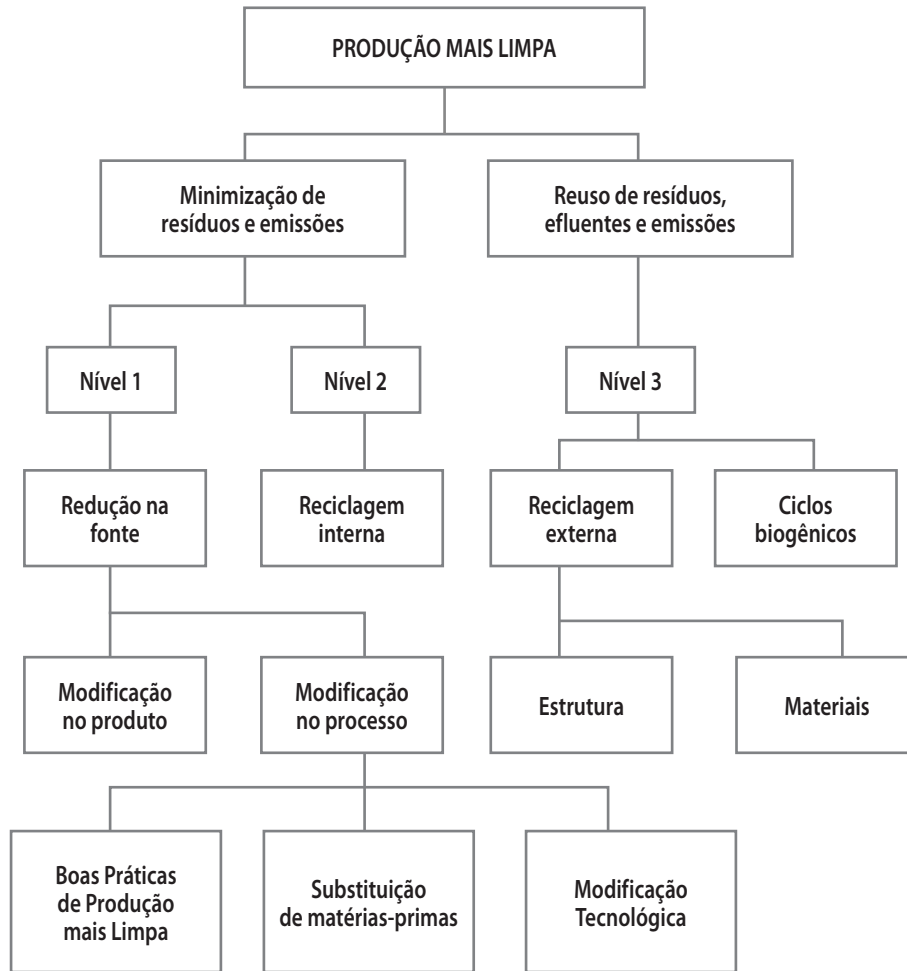 PRODUÇÃO MAIS LIMPA
Minimização de
resíduos e emissões
Reuso de resíduos,
efluentes e emissões
Nível 1
Nível 2
Nível 3
Redução na
fonte
Reciclagem
interna
Reciclagem
externa
Ciclos
biogênicos
Modificação
no produto
Modificação
no processo
Estrutura
Materiais
Boas Práticas
de Produção
mais Limpa
Substituição
de matérias-primas
Modificação
Tecnológica